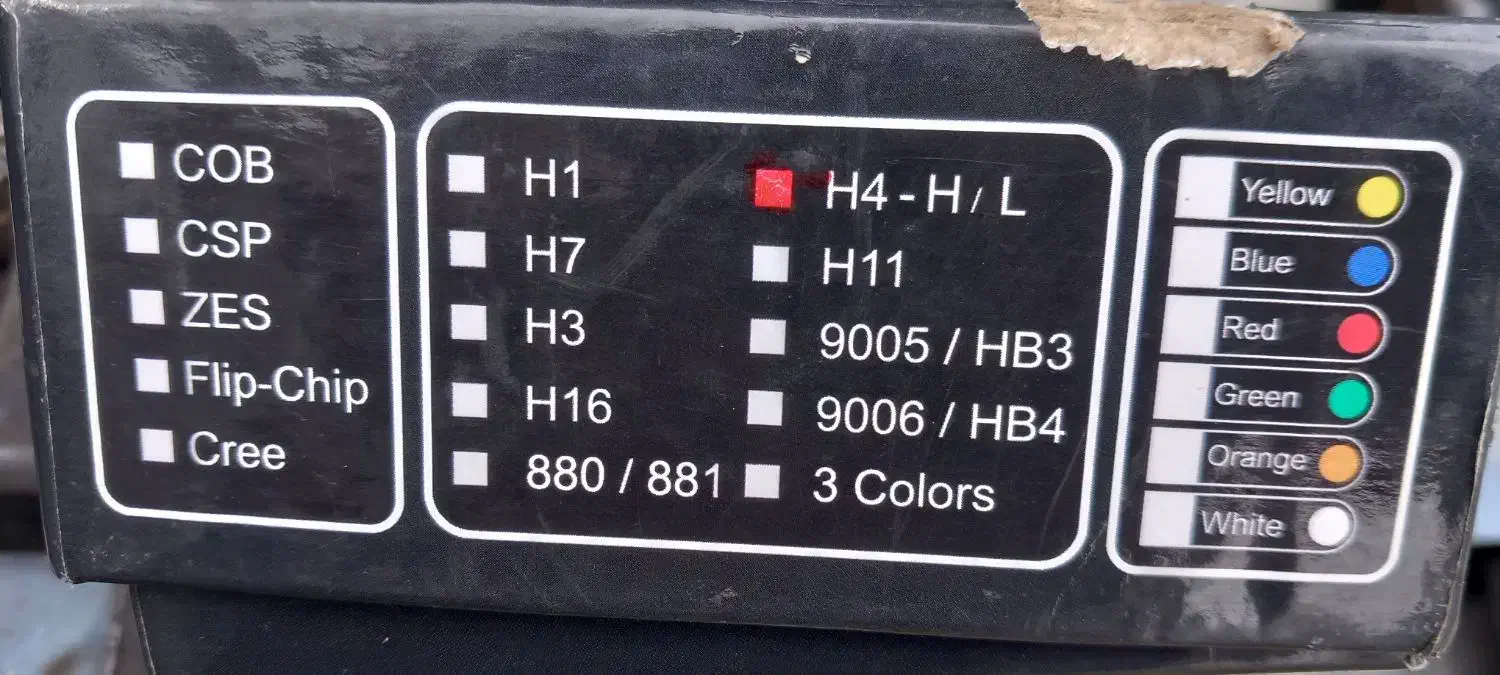 COB
CSP
ZES
Flip-Chip
Cree
H1
H7
H3
H16
880 / 881
H4 - H / L
H11
9005 / HB3
9006 / HB4
3 Colors
Yellow
Blue
Red
Green
Orange
White